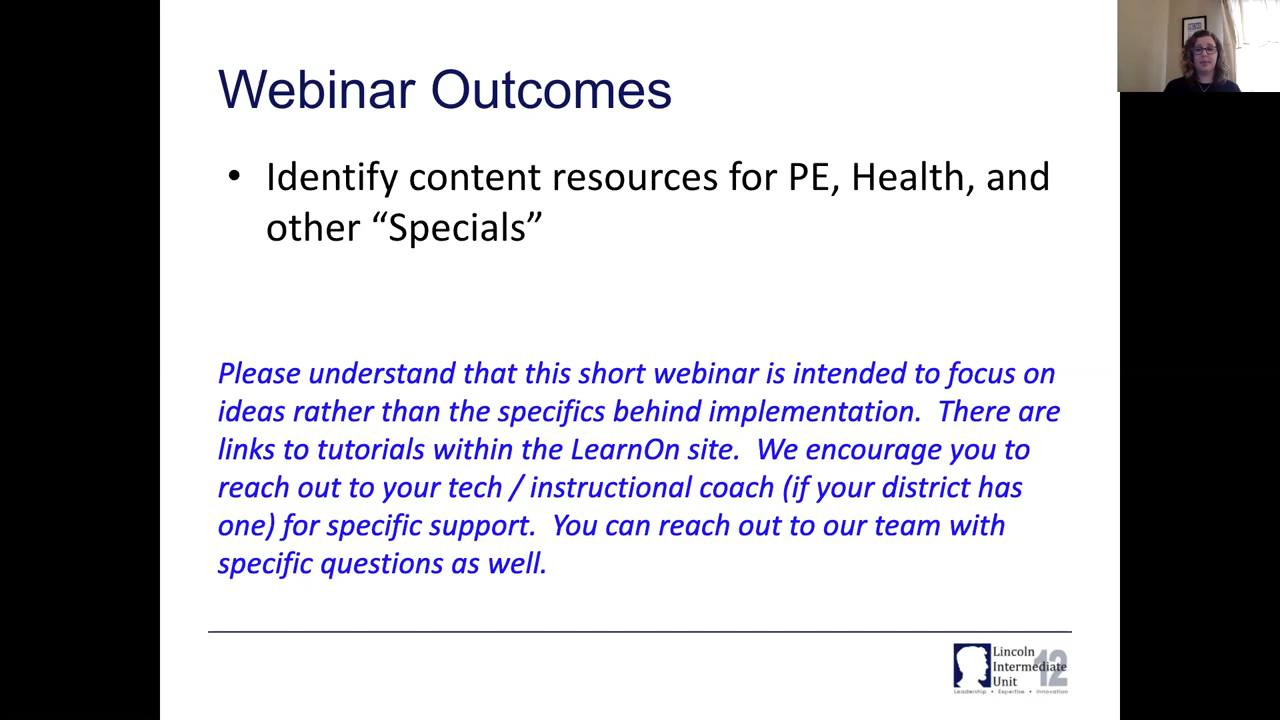 Webinar Outcomes
• Identify content resources for PE, Health, and
other “Specials”
Please understand that this short webinar is intended to focus on
ideas rather than the specifics behind implementation. There are
links to tutorials within the LearnOn site. We encourage you to
reach out to your tech / instructional coach (if your district has
one) for specific support. You can reach out to our team with
specific questions as well.
Lincoln
Intermediate
Unit 12
Leadership • Expertise • Innovation